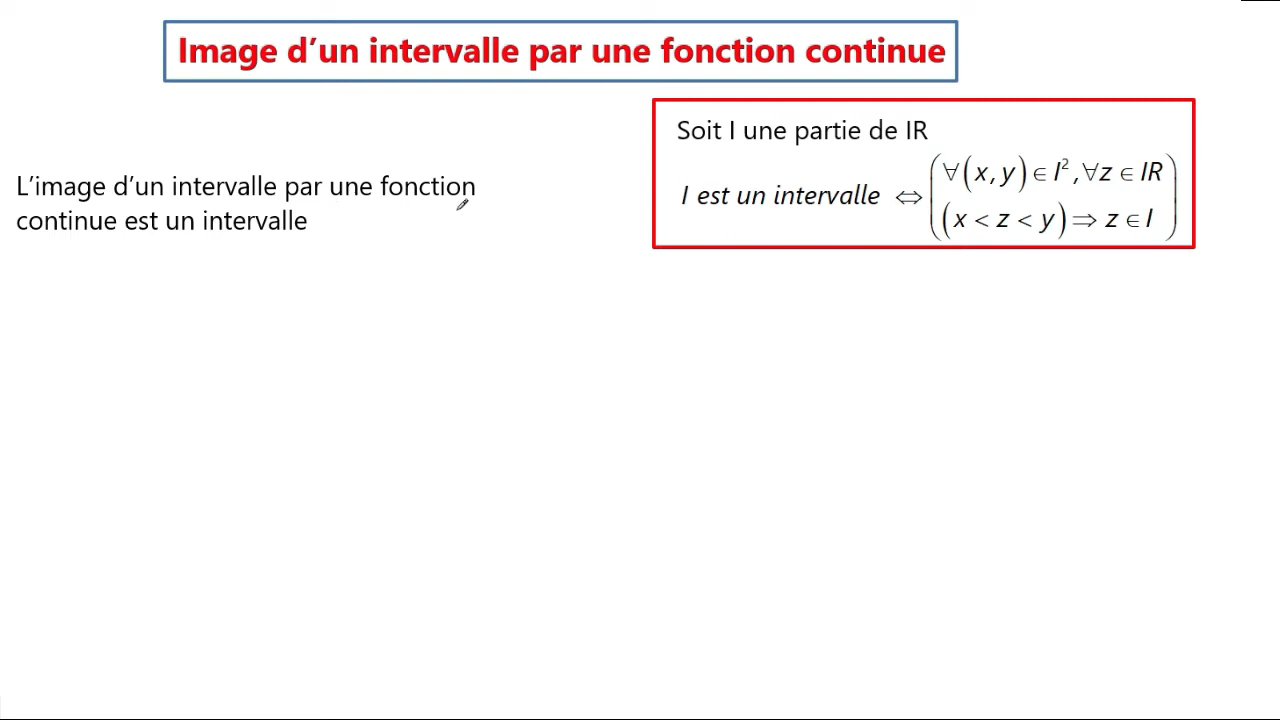 Image d’un intervalle par une fonction continue
Soit I une partie de IR
L’image d’un intervalle par une fonction
continue est un intervalle
I est un intervalle ⇔ ( ∀(x, y) ∈ I², ∀z ∈ IR
(x < z < y) ⇒ z ∈ I )